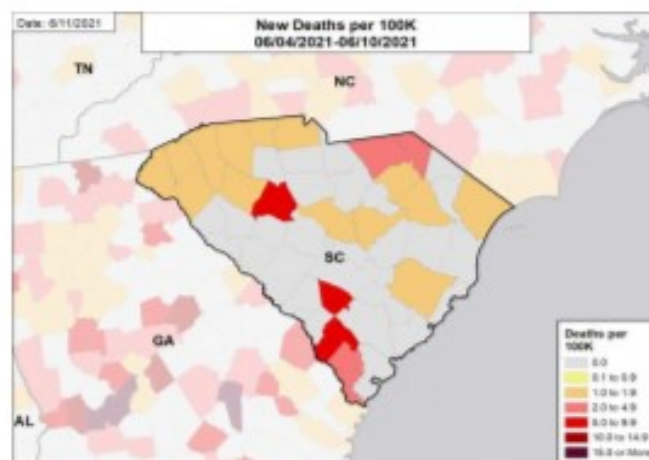 Date: 6/11/2021
New Deaths per 100K
06/04/2021-06/10/2021
TN
NC
SC
GA
AL
Deaths per
100K
0.0
0.1 to 0.9
1.0 to 1.9
2.0 to 4.9
5.0 to 9.9
10.0 to 14.9
15.0 or More